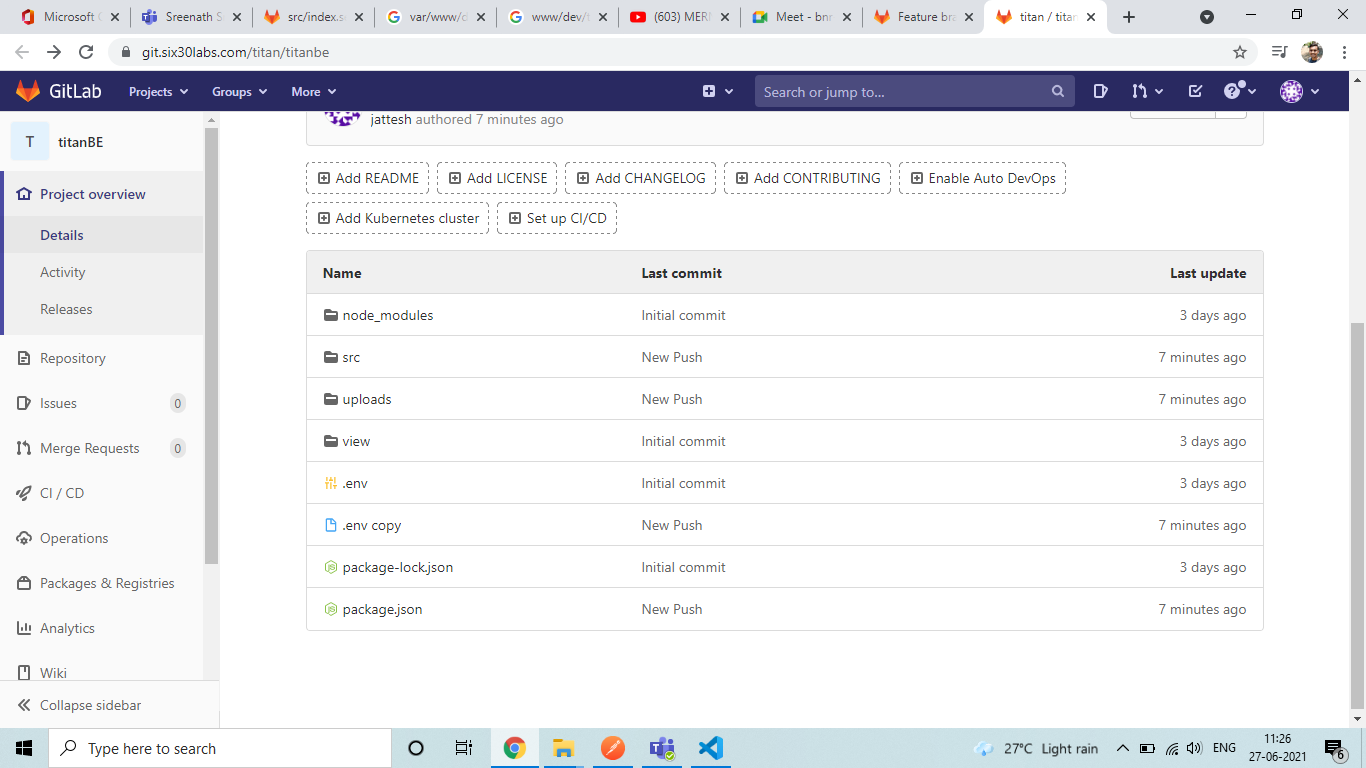 Microsoft O
Sreenath S
src/index.s
var/www/d
www/dev/t
(603) MERN
Meet - bnr
Feature bra
titan / titan
git.six30labs.com/titan/titanbe
GitLab
Projects
Groups
More
Search or jump to...
T
titanBE
jattesh authored 7 minutes ago
Project overview
Details
Activity
Releases
Repository
Issues 0
Merge Requests 0
CI / CD
Operations
Packages & Registries
Analytics
Wiki
Collapse sidebar
Add README
Add LICENSE
Add CHANGELOG
Add CONTRIBUTING
Enable Auto DevOps
Add Kubernetes cluster
Set up CI/CD
Name Last commit Last update
node_modules Initial commit 3 days ago
src New Push 7 minutes ago
uploads New Push 7 minutes ago
view Initial commit 3 days ago
.env Initial commit 3 days ago
.env copy New Push 7 minutes ago
package-lock.json Initial commit 3 days ago
package.json New Push 7 minutes ago
Type here to search
27°C Light rain
ENG
11:26
27-06-2021
6